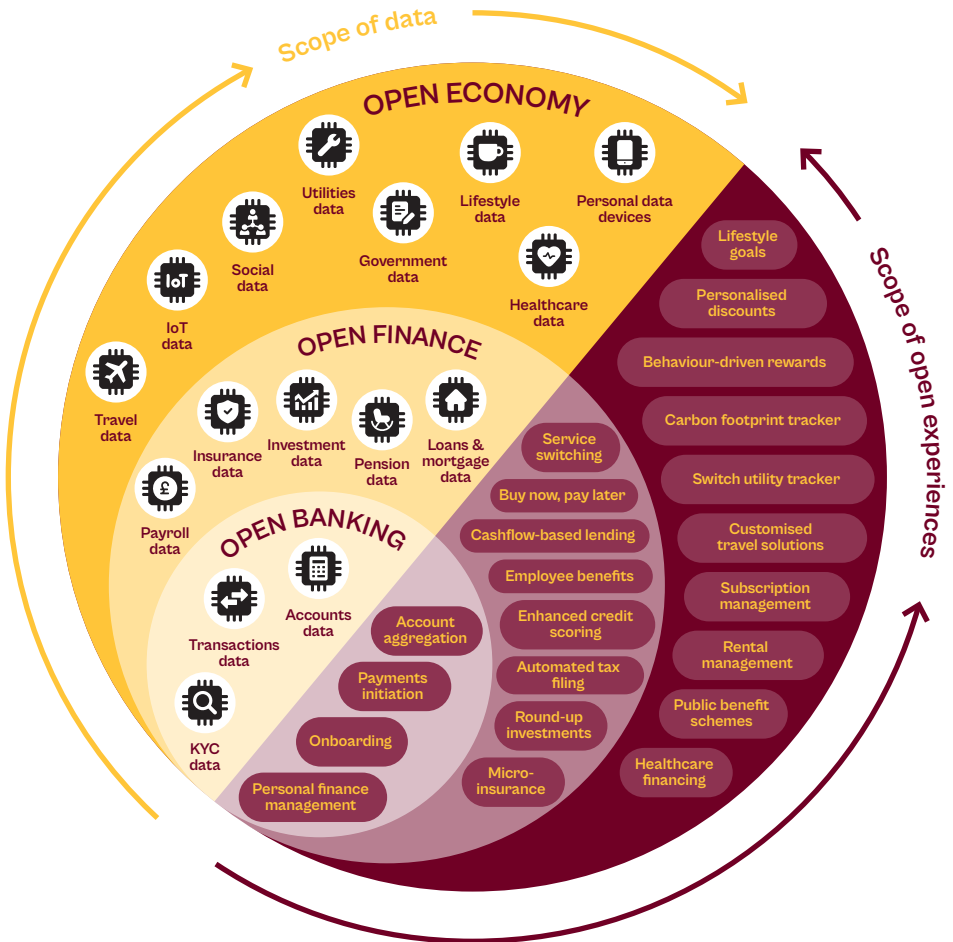 Scope of data
OPEN ECONOMY
Utilities
data
Lifestyle
data
Personal data
devices
Social
data
Government
data
Healthcare
data
IoT
IoT
data
Travel
data
OPEN FINANCE
Insurance
data
Investment
data
Pension
data
Loans &
mortgage
data
£
Payroll
data
OPEN BANKING
Accounts
data
Transactions
data
KYC
data
Scope of open experiences
Lifestyle
goals
Personalised
discounts
Behaviour-driven rewards
Carbon footprint tracker
Switch utility tracker
Customised
travel solutions
Subscription
management
Rental
management
Public benefit
schemes
Healthcare
financing
Service
switching
Buy now, pay later
Cashflow-based lending
Employee benefits
Enhanced credit
scoring
Automated tax
filing
Round-up
investments
Micro-
insurance
Account
aggregation
Payments
initiation
Onboarding
Personal finance
management